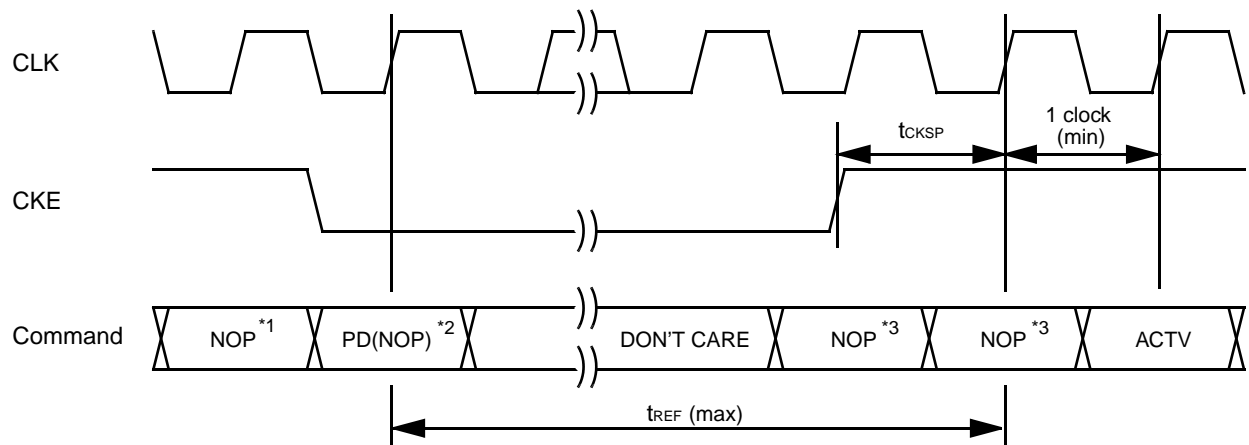 CLK
tCKSP
1 clock
(min)
CKE
Command
NOP *1
PD(NOP) *2
DON'T CARE
NOP *3
NOP *3
ACTV
tREF (max)